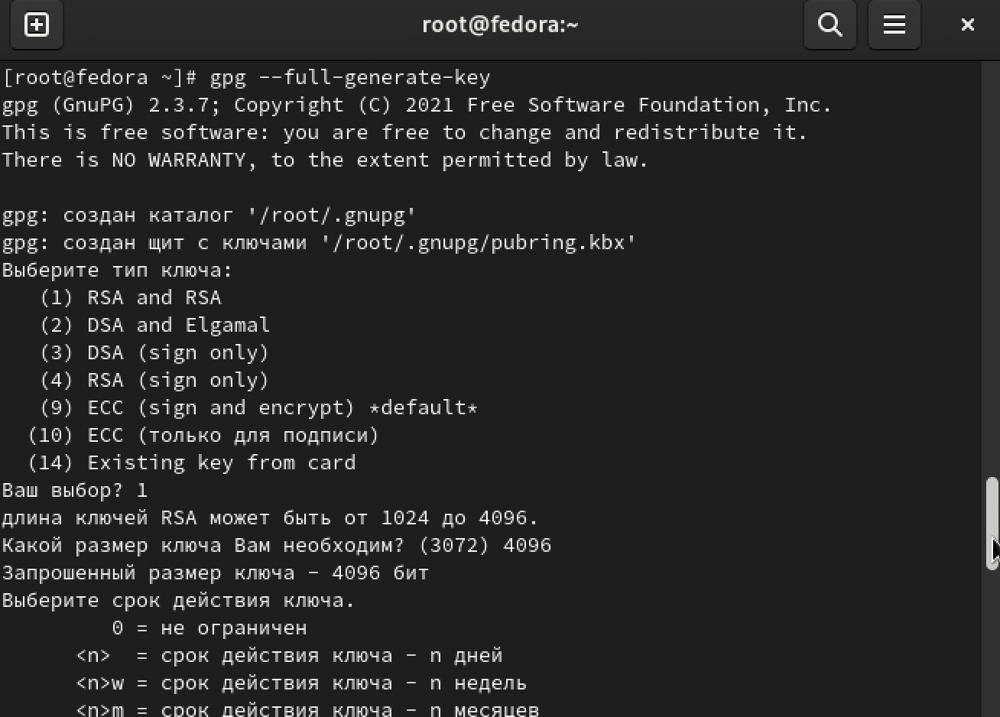 root@fedora:~
[root@fedora ~]# gpg --full-generate-key
gpg (GnuPG) 2.3.7; Copyright (C) 2021 Free Software Foundation, Inc.
This is free software: you are free to change and redistribute it.
There is NO WARRANTY, to the extent permitted by law.
gpg: создан каталог '/root/.gnupg'
gpg: создан щит с ключами '/root/.gnupg/pubring.kbx'
Выберите тип ключа:
(1) RSA and RSA
(2) DSA and Elgamal
(3) DSA (sign only)
(4) RSA (sign only)
(9) ECC (sign and encrypt) *default*
(10) ECC (только для подписи)
(14) Existing key from card
Ваш выбор? 1
длина ключей RSA может быть от 1024 до 4096.
Какой размер ключа Вам необходим? (3072) 4096
Запрошенный размер ключа - 4096 бит
Выберите срок действия ключа.
0 = не ограничен
<n>  = срок действия ключа - n дней
<n>w = срок действия ключа - n недель
<n>m = срок действия ключа - n месяцев